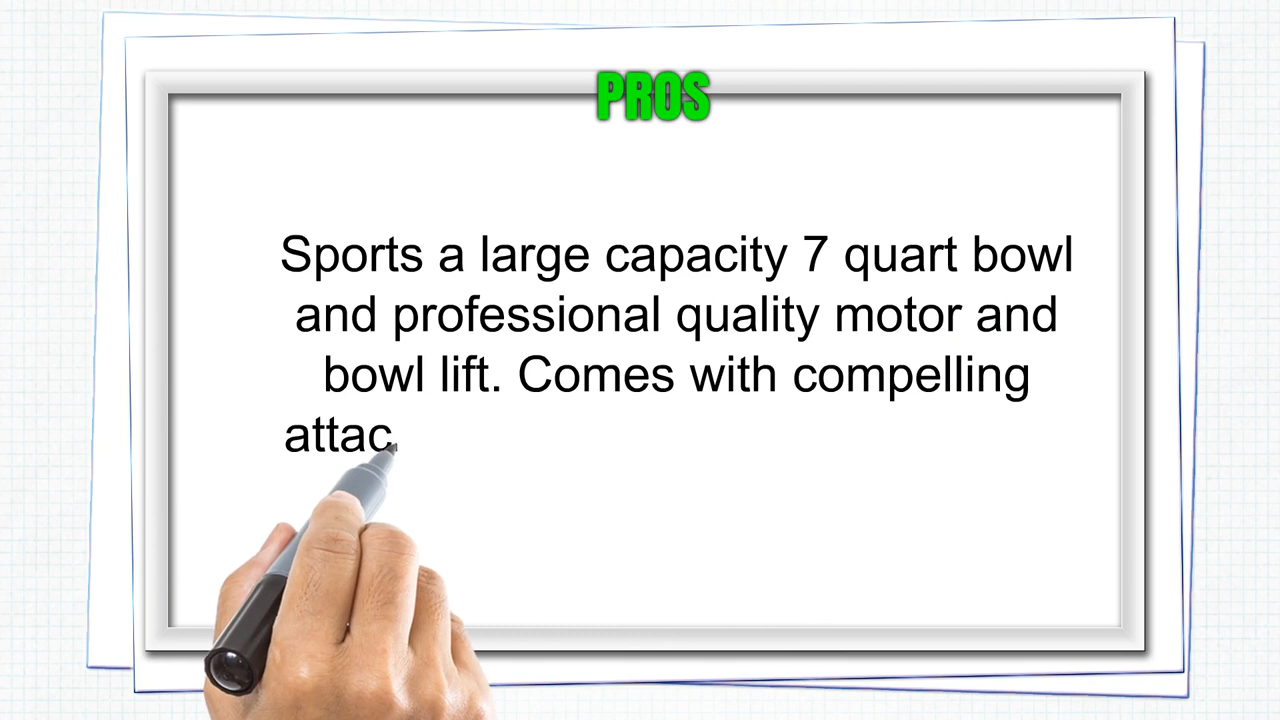 PROS
Sports a large capacity 7 quart bowl
and professional quality motor and
bowl lift. Comes with compelling
attac